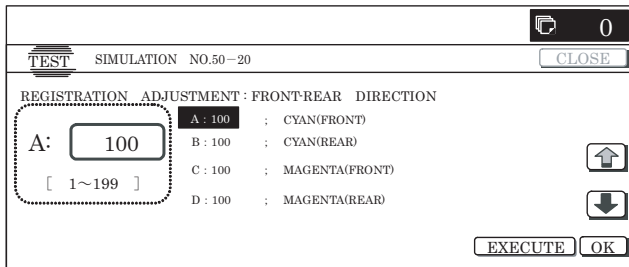 0
TEST SIMULATION NO.50-20 CLOSE
REGISTRATION ADJUSTMENT : FRONT-REAR DIRECTION
A: 100
[ 1～199 ]
A : 100 ; CYAN(FRONT)
B : 100 ; CYAN(REAR)
C : 100 ; MAGENTA(FRONT)
D : 100 ; MAGENTA(REAR)
EXECUTE OK